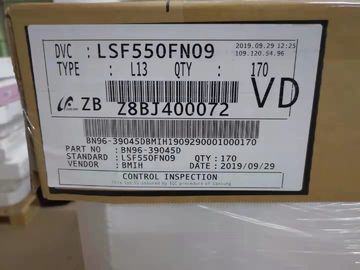 DVC : LSF550FN09
2019.09.29 12:25
109.120.54.96
TYPE : L13 QTY : 170
VD
ZB Z8BJ400072
BN96-39045DBMIH1909290001000170
PART NO : BN96-39045D
STANDARD : LSF550FN09 QTY : 170
VENDOR : BMIH DATE : 2019/09/29
CONTROL INSPECTION